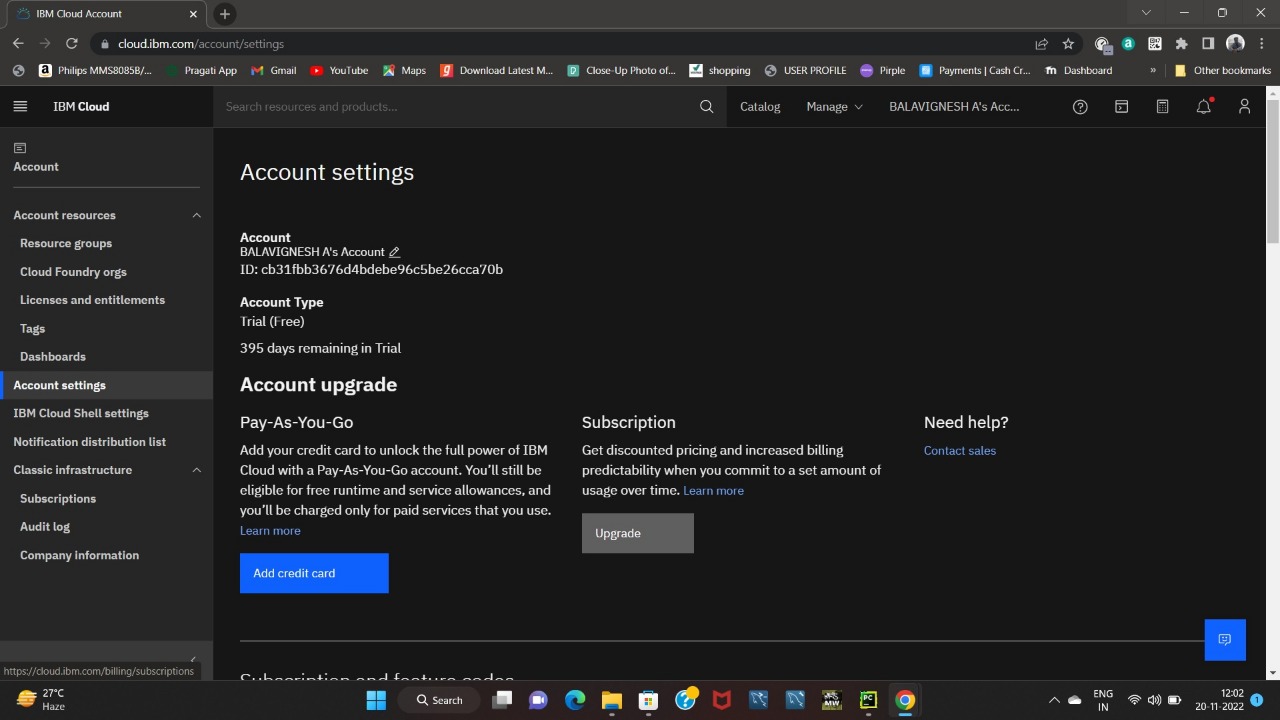 IBM Cloud Account
cloud.ibm.com/account/settings
Philips MMS8085B/...
Pragati App
Gmail
YouTube
Maps
Download Latest M...
Close-Up Photo of...
shopping
USER PROFILE
Pirple
Payments | Cash Cr...
Dashboard
»
Other bookmarks
IBM Cloud
Search resources and products...
Catalog
Manage
BALAVIGNESH A's Acc...
Account
Account resources
Resource groups
Cloud Foundry orgs
Licenses and entitlements
Tags
Dashboards
Account settings
IBM Cloud Shell settings
Notification distribution list
Classic infrastructure
Subscriptions
Audit log
Company information
Account settings
Account
BALAVIGNESH A's Account
ID: cb31fbb3676d4bdebe96c5be26cca70b
Account Type
Trial (Free)
395 days remaining in Trial
Account upgrade
Pay-As-You-Go
Add your credit card to unlock the full power of IBM
Cloud with a Pay-As-You-Go account. You'll still be
eligible for free runtime and service allowances, and
you'll be charged only for paid services that you use.
Learn more
Add credit card
Subscription
Get discounted pricing and increased billing
predictability when you commit to a set amount of
usage over time. Learn more
Upgrade
Need help?
Contact sales
Subscription and feature codes
https://cloud.ibm.com/billing/subscriptions
27°C
Haze
Search
ENG
IN
12:02
20-11-2022
1